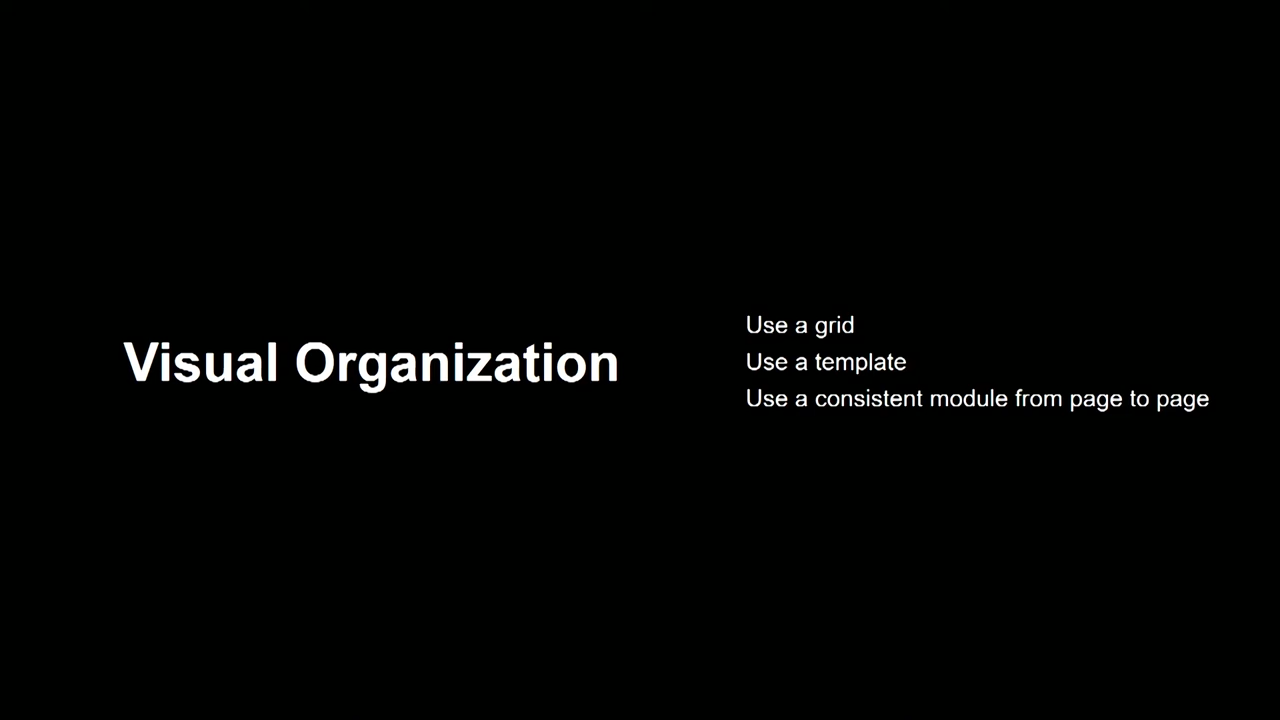 Visual Organization
Use a grid
Use a template
Use a consistent module from page to page